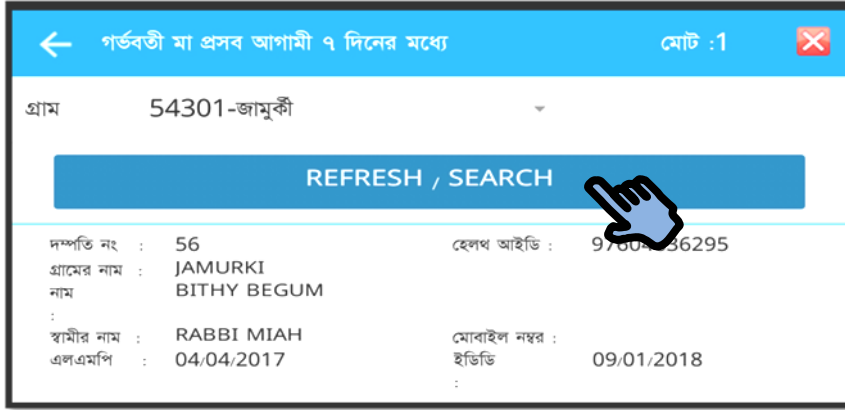 গর্ভবতী মা প্রসব আগামী ৭ দিনের মধ্যে মোট :1
গ্রাম 54301-জামুর্কী
REFRESH / SEARCH
দম্পতি নং : 56 হেলথ আইডি :
গ্রামের নাম : JAMURKI
নাম BITHY BEGUM
:
স্বামীর নাম : RABBI MIAH মোবাইল নম্বর :
এলএমপি : 04/04/2017 ইডিডি 09/01/2018
: